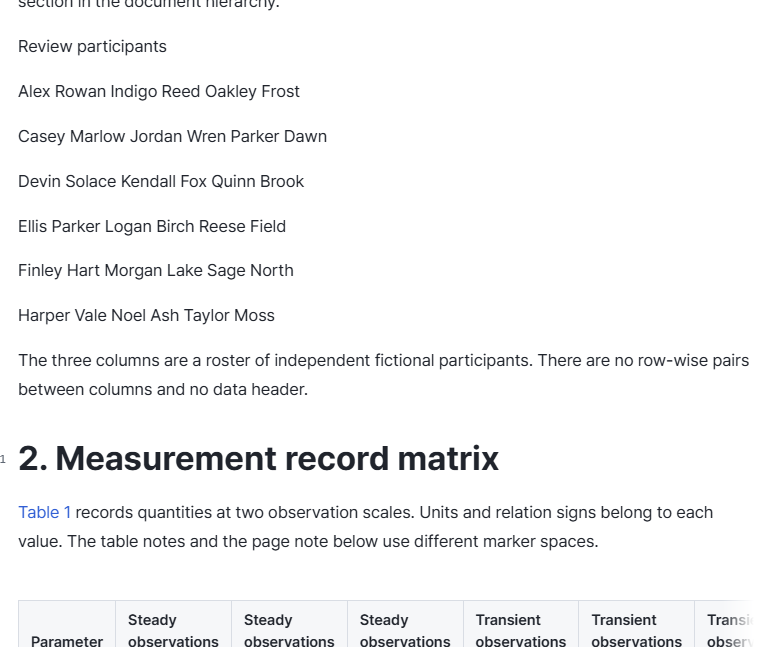 section in the document hierarchy.
Review participants
Alex Rowan Indigo Reed Oakley Frost
Casey Marlow Jordan Wren Parker Dawn
Devin Solace Kendall Fox Quinn Brook
Ellis Parker Logan Birch Reese Field
Finley Hart Morgan Lake Sage North
Harper Vale Noel Ash Taylor Moss
The three columns are a roster of independent fictional participants. There are no row-wise pairs
between columns and no data header.
1 2. Measurement record matrix
Table 1 records quantities at two observation scales. Units and relation signs belong to each
value. The table notes and the page note below use different marker spaces.
Steady Steady Steady Transient Transient
Parameter observations observations observations observations observations